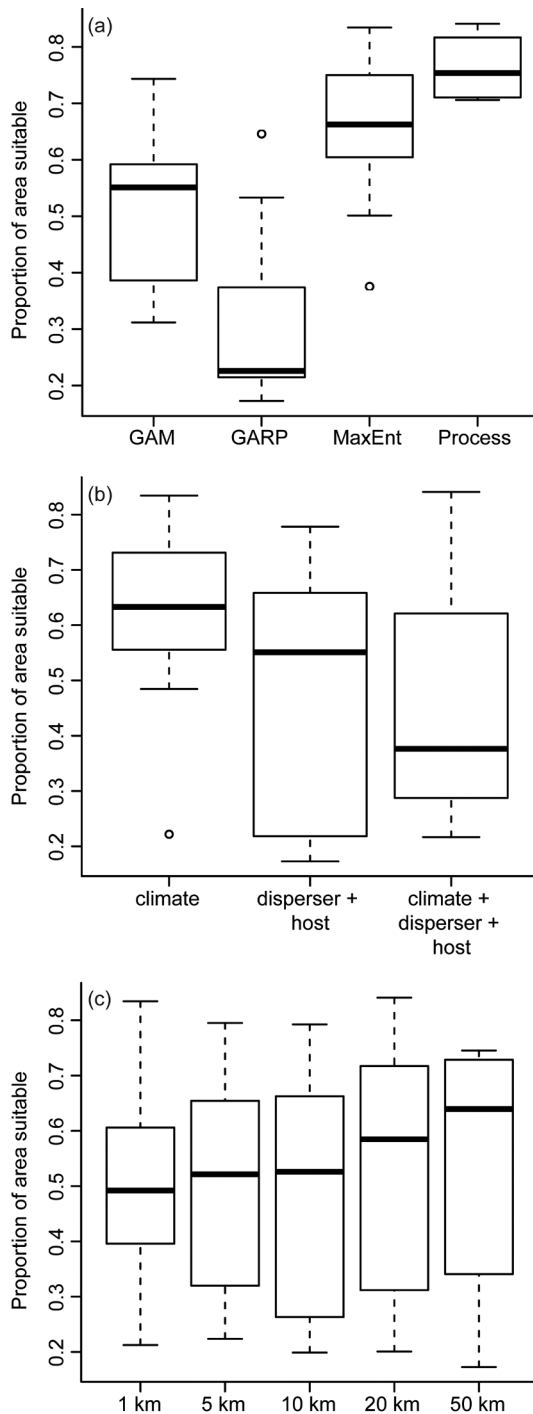 (a)
Proportion of area suitable
0.8
0.7
0.6
0.5
0.4
0.3
0.2
GAM GARP MaxEnt Process
(b)
Proportion of area suitable
0.8
0.7
0.6
0.5
0.4
0.3
0.2
climate disperser + climate +
host disperser +
host
(c)
Proportion of area suitable
0.8
0.7
0.6
0.5
0.4
0.3
0.2
1 km 5 km 10 km 20 km 50 km